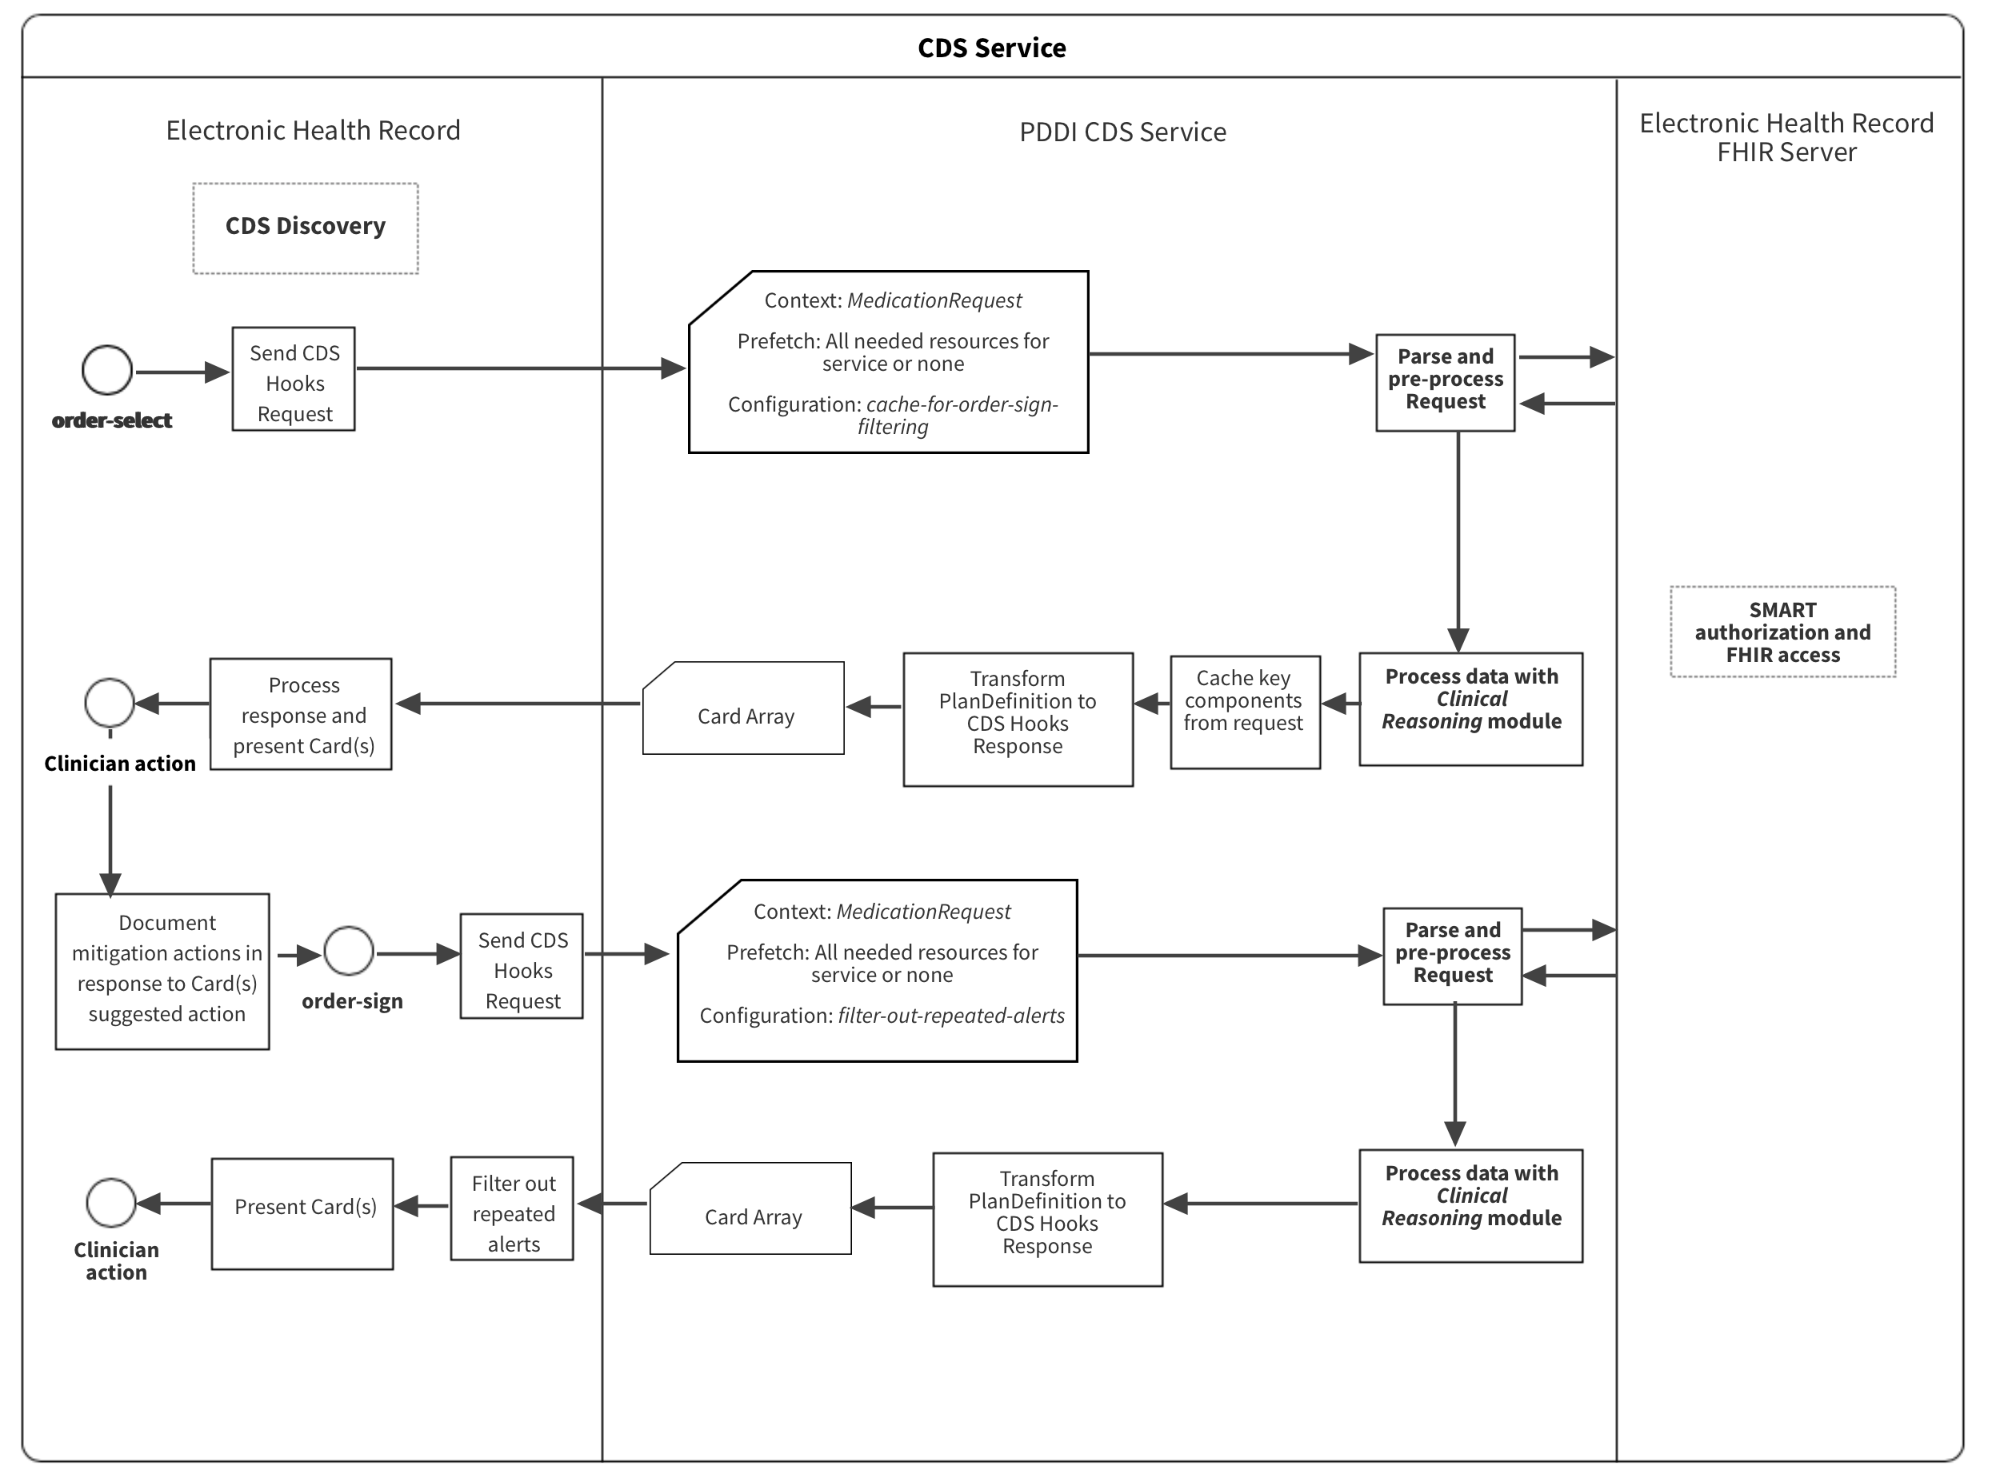 CDS Service
Electronic Health Record
PDDI CDS Service
Electronic Health Record
FHIR Server
CDS Discovery
order-select
Send CDS
Hooks
Request
Context: MedicationRequest
Prefetch: All needed resources for
service or none
Configuration: cache-for-order-sign-
filtering
Parse and
pre-process
Request
SMART
authorization and
FHIR access
Clinician action
Process
response and
present Card(s)
Card Array
Transform
PlanDefinition to
CDS Hooks
Response
Cache key
components
from request
Process data with
Clinical
Reasoning module
Document
mitigation actions in
response to Card(s)
suggested action
order-sign
Send CDS
Hooks
Request
Context: MedicationRequest
Prefetch: All needed resources for
service or none
Configuration: filter-out-repeated-alerts
Parse and
pre-process
Request
Clinician
action
Present Card(s)
Filter out
repeated
alerts
Card Array
Transform
PlanDefinition to
CDS Hooks
Response
Process data with
Clinical
Reasoning module